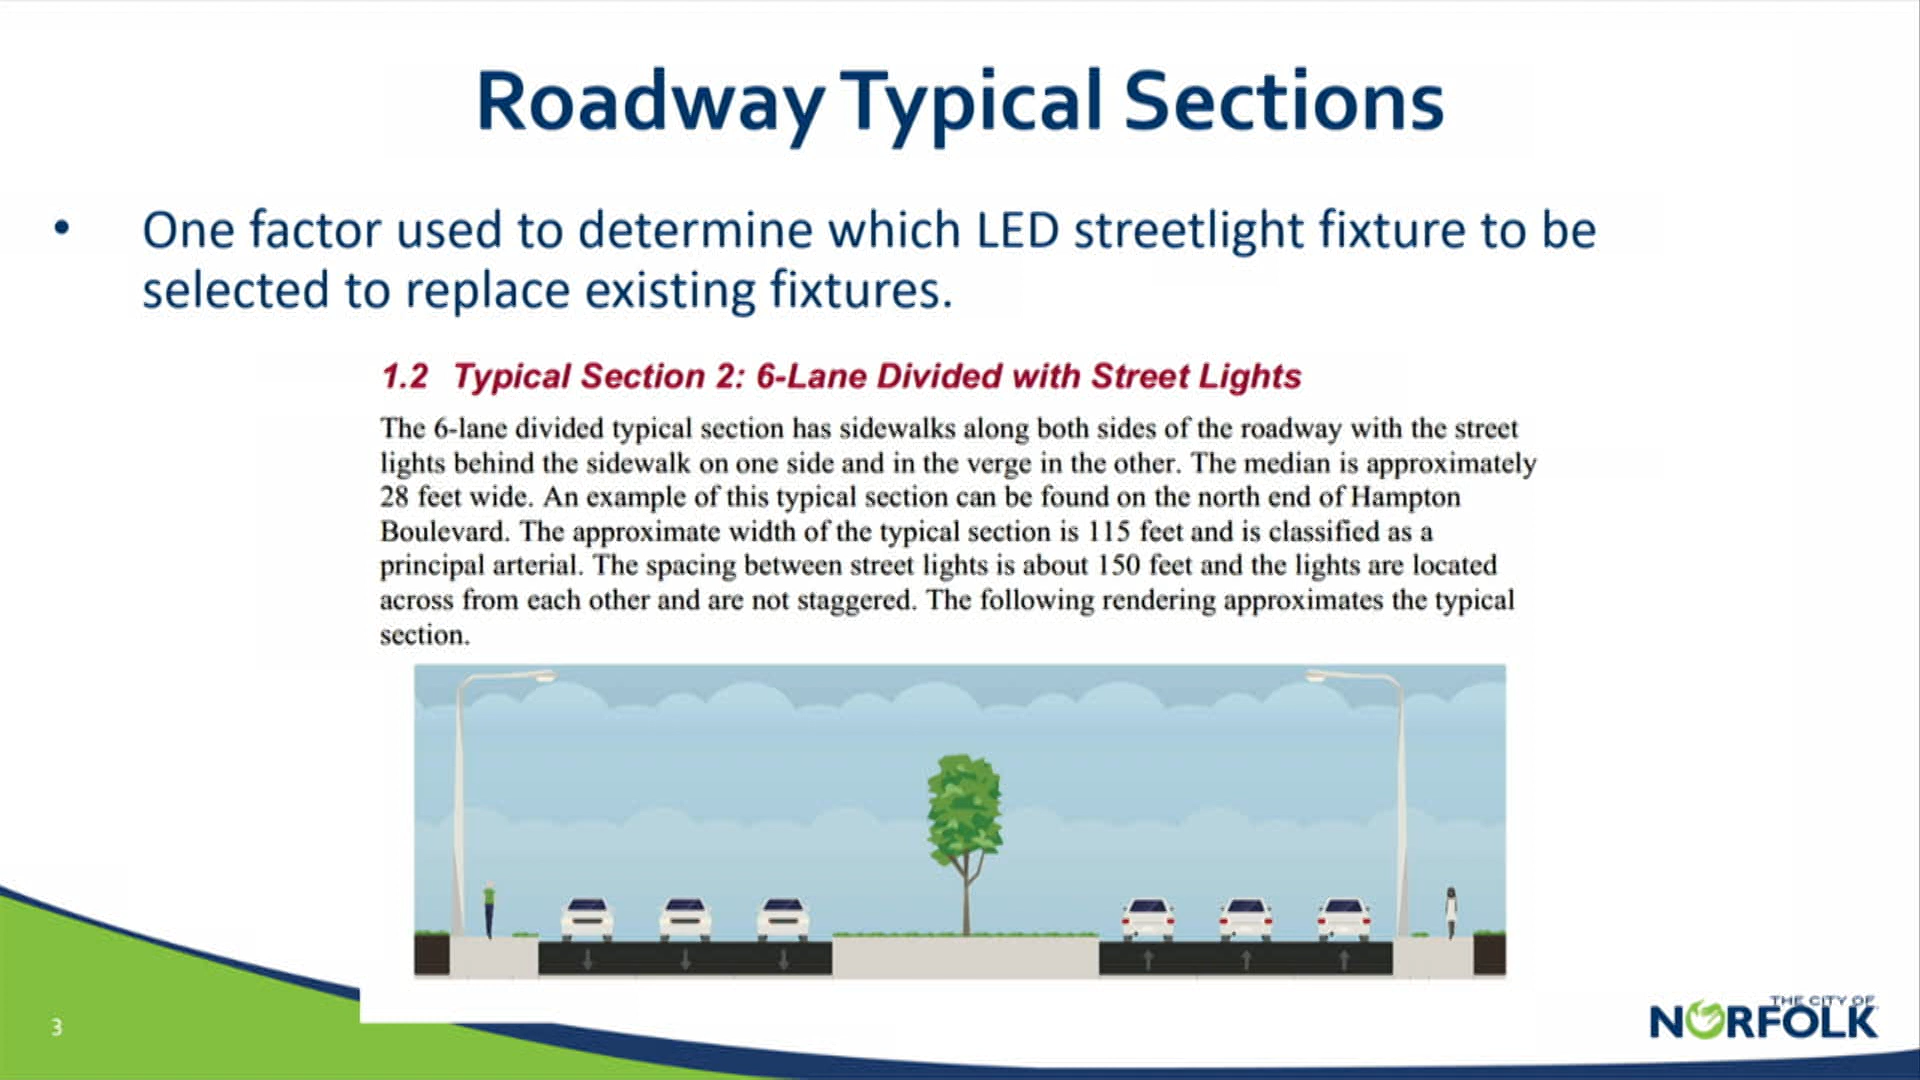 Roadway Typical Sections
• One factor used to determine which LED streetlight fixture to be
selected to replace existing fixtures.
1.2 Typical Section 2: 6-Lane Divided with Street Lights
The 6-lane divided typical section has sidewalks along both sides of the roadway with the street
lights behind the sidewalk on one side and in the verge in the other. The median is approximately
28 feet wide. An example of this typical section can be found on the north end of Hampton
Boulevard. The approximate width of the typical section is 115 feet and is classified as a
principal arterial. The spacing between street lights is about 150 feet and the lights are located
across from each other and are not staggered. The following rendering approximates the typical
section.
3
THE CITY OF
NORFOLK